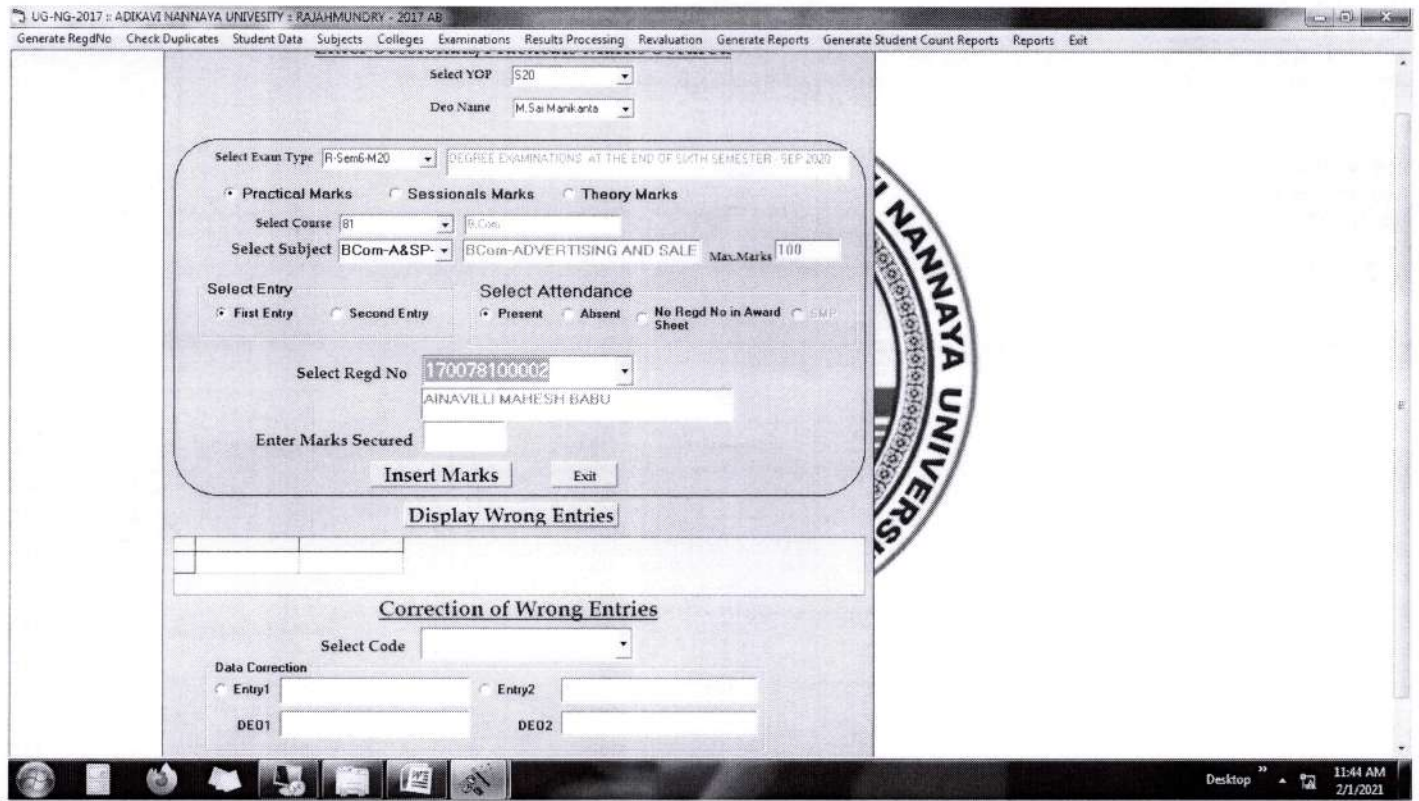 UG-NG-2017 :: ADIKAVI NANNAYA UNIVESITY :: RAJAHMUNDRY - 2017 AB
Generate RegdNo Check Duplicates Student Data Subjects Colleges Examinations Results Processing Revaluation Generate Reports Generate Student Count Reports Reports Exit
Select YOP S20
Deo Name M.Sai Manikanta
Select Exam Type R-Sem6-M20 DEGREE EXAMINATIONS AT THE END OF SIXTH SEMESTER - SEP 2020
Practical Marks Sessionals Marks Theory Marks
Select Course 81 B.Com
Select Subject BCom-A&SP- BCom-ADVERTISING AND SALE Max.Marks 100
Select Entry Select Attendance
First Entry Second Entry Present Absent No Regd No in Award Sheet SMP
Select Regd No 170078100002
AINAVILLI MAHESH BABU
Enter Marks Secured
Insert Marks Exit
Display Wrong Entries
Correction of Wrong Entries
Select Code
Data Correction
Entry1 Entry2
DEO1 DEO2
NANNAYA UNIVERSI
Desktop 11:44 AM
2/1/2021